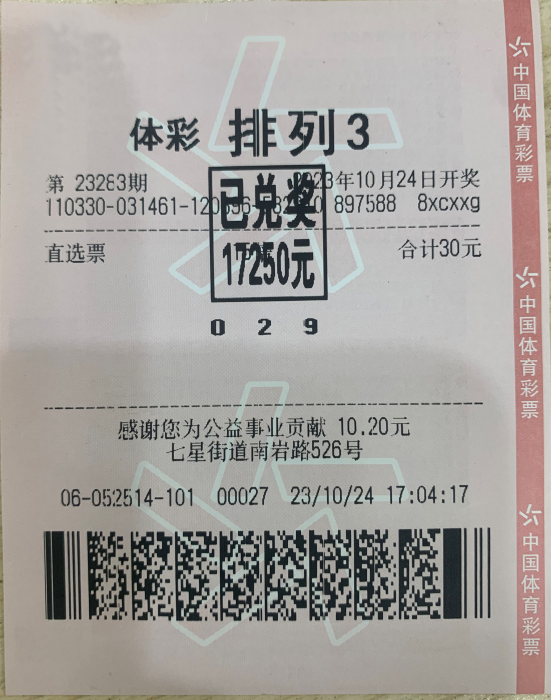 体彩 排列3
第 23283期 2023年10月24日开奖
110330-031461-120696- 897588 8xcxxg
已兑奖
17250元
直选票 合计30元
0 2 9
感谢您为公益事业贡献 10.20元
七星街道南岩路526号
06-052514-101 00027 23/10/24 17:04:17
中国体育彩票
中国体育彩票
中国体育彩票